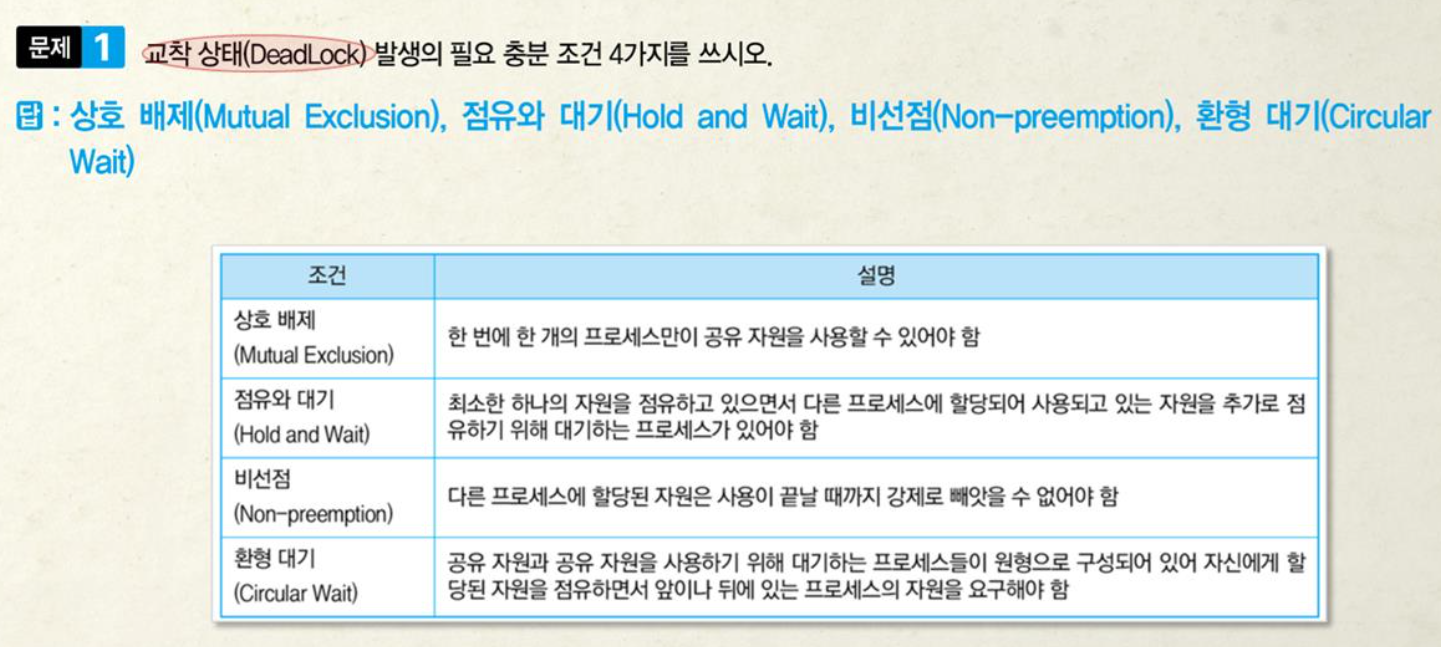 문제 1 교착 상태(DeadLock) 발생의 필요 충분 조건 4가지를 쓰시오.
답 : 상호 배제(Mutual Exclusion), 점유와 대기(Hold and Wait), 비선점(Non-preemption), 환형 대기(Circular
Wait)
조건 설명
상호 배제
(Mutual Exclusion)
한 번에 한 개의 프로세스만이 공유 자원을 사용할 수 있어야 함
점유와 대기
(Hold and Wait)
최소한 하나의 자원을 점유하고 있으면서 다른 프로세스에 할당되어 사용되고 있는 자원을 추가로 점
유하기 위해 대기하는 프로세스가 있어야 함
비선점
(Non-preemption)
다른 프로세스에 할당된 자원은 사용이 끝날 때까지 강제로 빼앗을 수 없어야 함
환형 대기
(Circular Wait)
공유 자원과 공유 자원을 사용하기 위해 대기하는 프로세스들이 원형으로 구성되어 있어 자신에게 할
당된 자원을 점유하면서 앞이나 뒤에 있는 프로세스의 자원을 요구해야 함